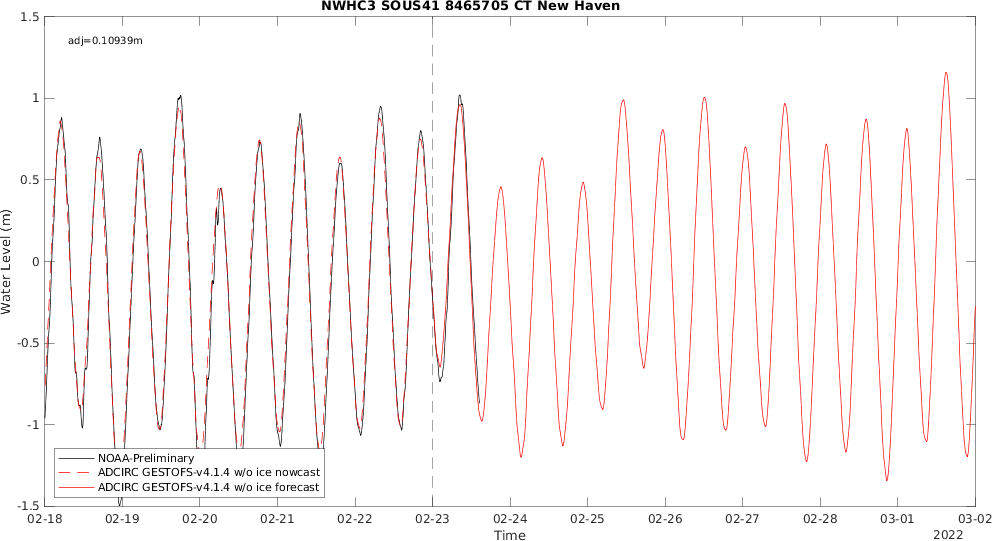 NWHC3 SOUS41 8465705 CT New Haven
adj=0.10939m
1.5
1
0.5
0
-0.5
-1
-1.5
Water Level (m)
NOAA-Preliminary
ADCIRC GESTOFS-v4.1.4 w/o ice nowcast
ADCIRC GESTOFS-v4.1.4 w/o ice forecast
02-18 02-19 02-20 02-21 02-22 02-23 02-24 02-25 02-26 02-27 02-28 03-01 03-02
Time
2022